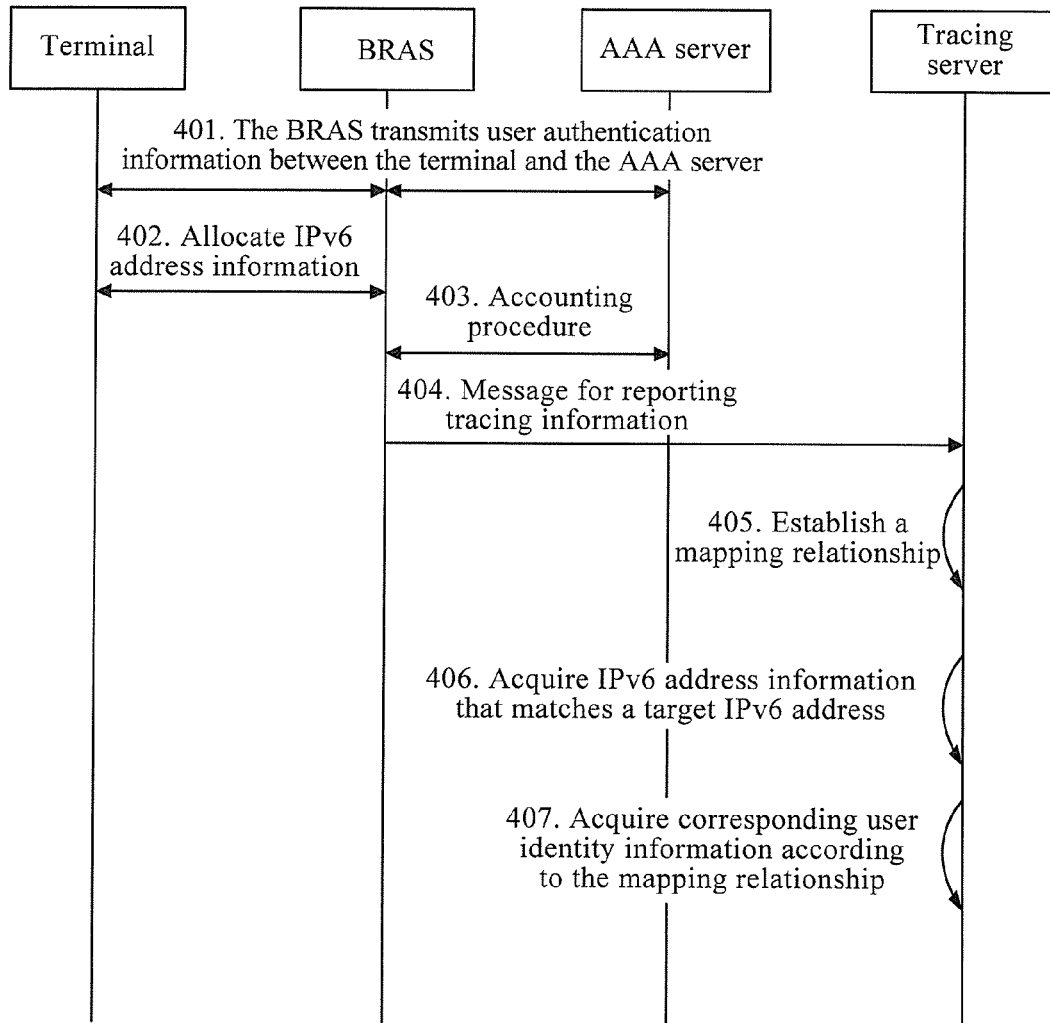 Terminal
BRAS
AAA server
Tracing
server
401. The BRAS transmits user authentication
information between the terminal and the AAA server
402. Allocate IPv6
address information
403. Accounting
procedure
404. Message for reporting
tracing information
405. Establish a
mapping relationship
406. Acquire IPv6 address information
that matches a target IPv6 address
407. Acquire corresponding user
identity information according
to the mapping relationship